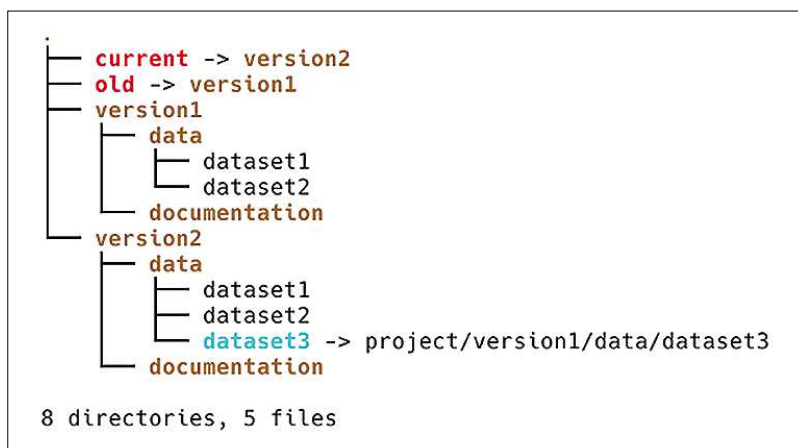 .
current -> version2
old -> version1
version1
data
dataset1
dataset2
documentation
version2
data
dataset1
dataset2
dataset3 -> project/version1/data/dataset3
documentation
8 directories, 5 files